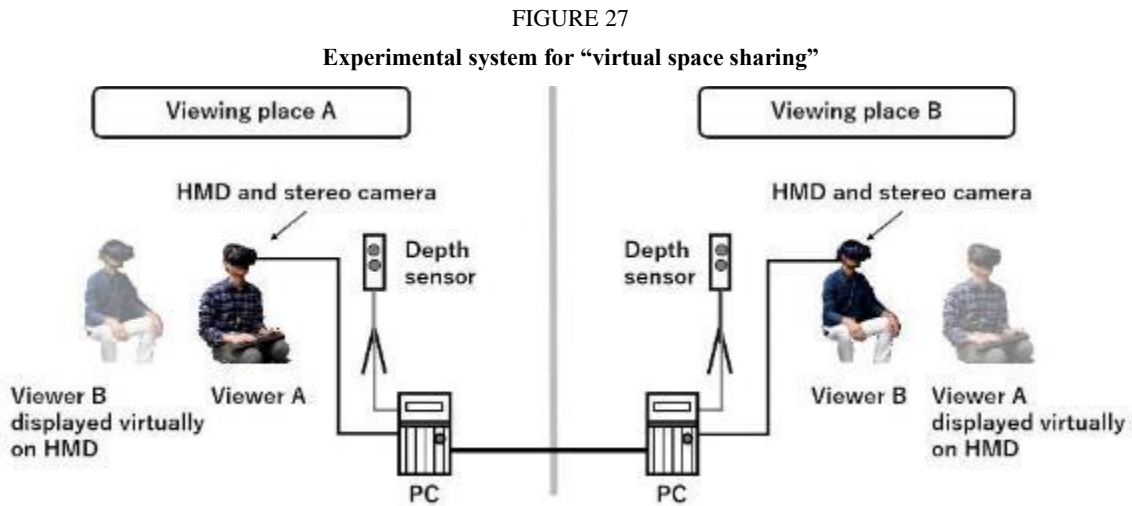 FIGURE 27
Experimental system for “virtual space sharing”
Viewing place A
Viewing place B
HMD and stereo camera
HMD and stereo camera
Depth
sensor
Depth
sensor
Viewer B
displayed virtually
on HMD
Viewer A
Viewer B
Viewer A
displayed virtually
on HMD
PC
PC